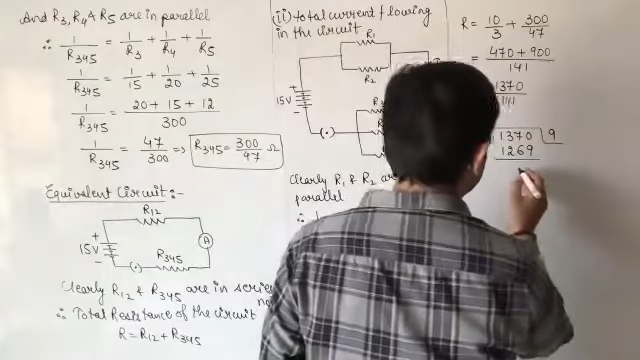 And R3, R4 & R5 are in parallel
∴ 1/R345 = 1/R3 + 1/R4 + 1/R5
1/R345 = 1/15 + 1/20 + 1/25
1/R345 = 20 + 15 + 12 / 300
1/R345 = 47/300 => R345 = 300/47 Ω
Equivalent Circuit:-
R12
+
15V
-
A
R345
Clearly R12 & R345 are in series
∴ Total Resistance of the circuit
R = R12 + R345
(ii) total current flowing
in the circuit
R1
R2
+
15V
-
Clearly R1 & R2
parallel
R = 10/3 + 300/47
= 470 + 900 / 141
1370/141
1370 9
1269